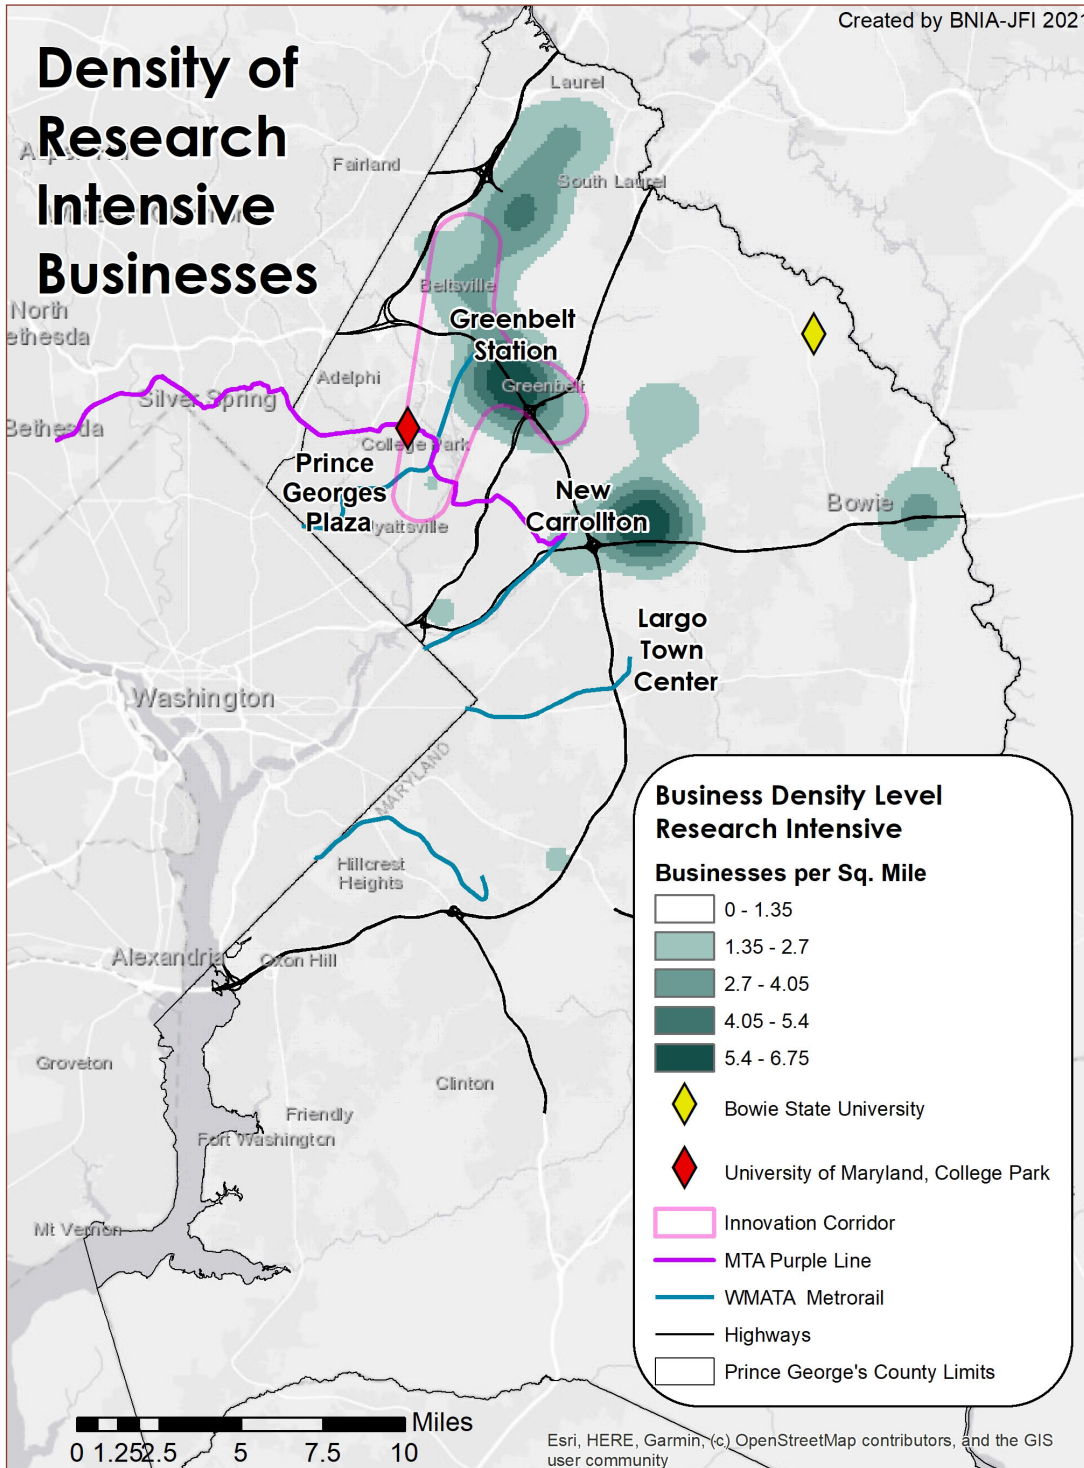 Created by BNIA-JFI 2021
Density of
Research
Intensive
Businesses
Laurel
Fairland
South Laurel
Beltsville
North
Greenbelt
Station
Greenbelt
Adelphi
Silver Spring
Bethesda
College Park
Prince
Georges
Plaza
New
Carrollton
Bowie
Largo
Town
Center
Washington
MARYLAND
Hillcrest
Heights
Alexandria
Oxon Hill
Groveton
Clinton
Friendly
Fort Washington
Mt Vernon
Business Density Level
Research Intensive
Businesses per Sq. Mile
0 - 1.35
1.35 - 2.7
2.7 - 4.05
4.05 - 5.4
5.4 - 6.75
Bowie State University
University of Maryland, College Park
Innovation Corridor
MTA Purple Line
WMATA Metrorail
Highways
Prince George's County Limits
Miles
0 1.25 2.5 5 7.5 10
Esri, HERE, Garmin, (c) OpenStreetMap contributors, and the GIS
user community